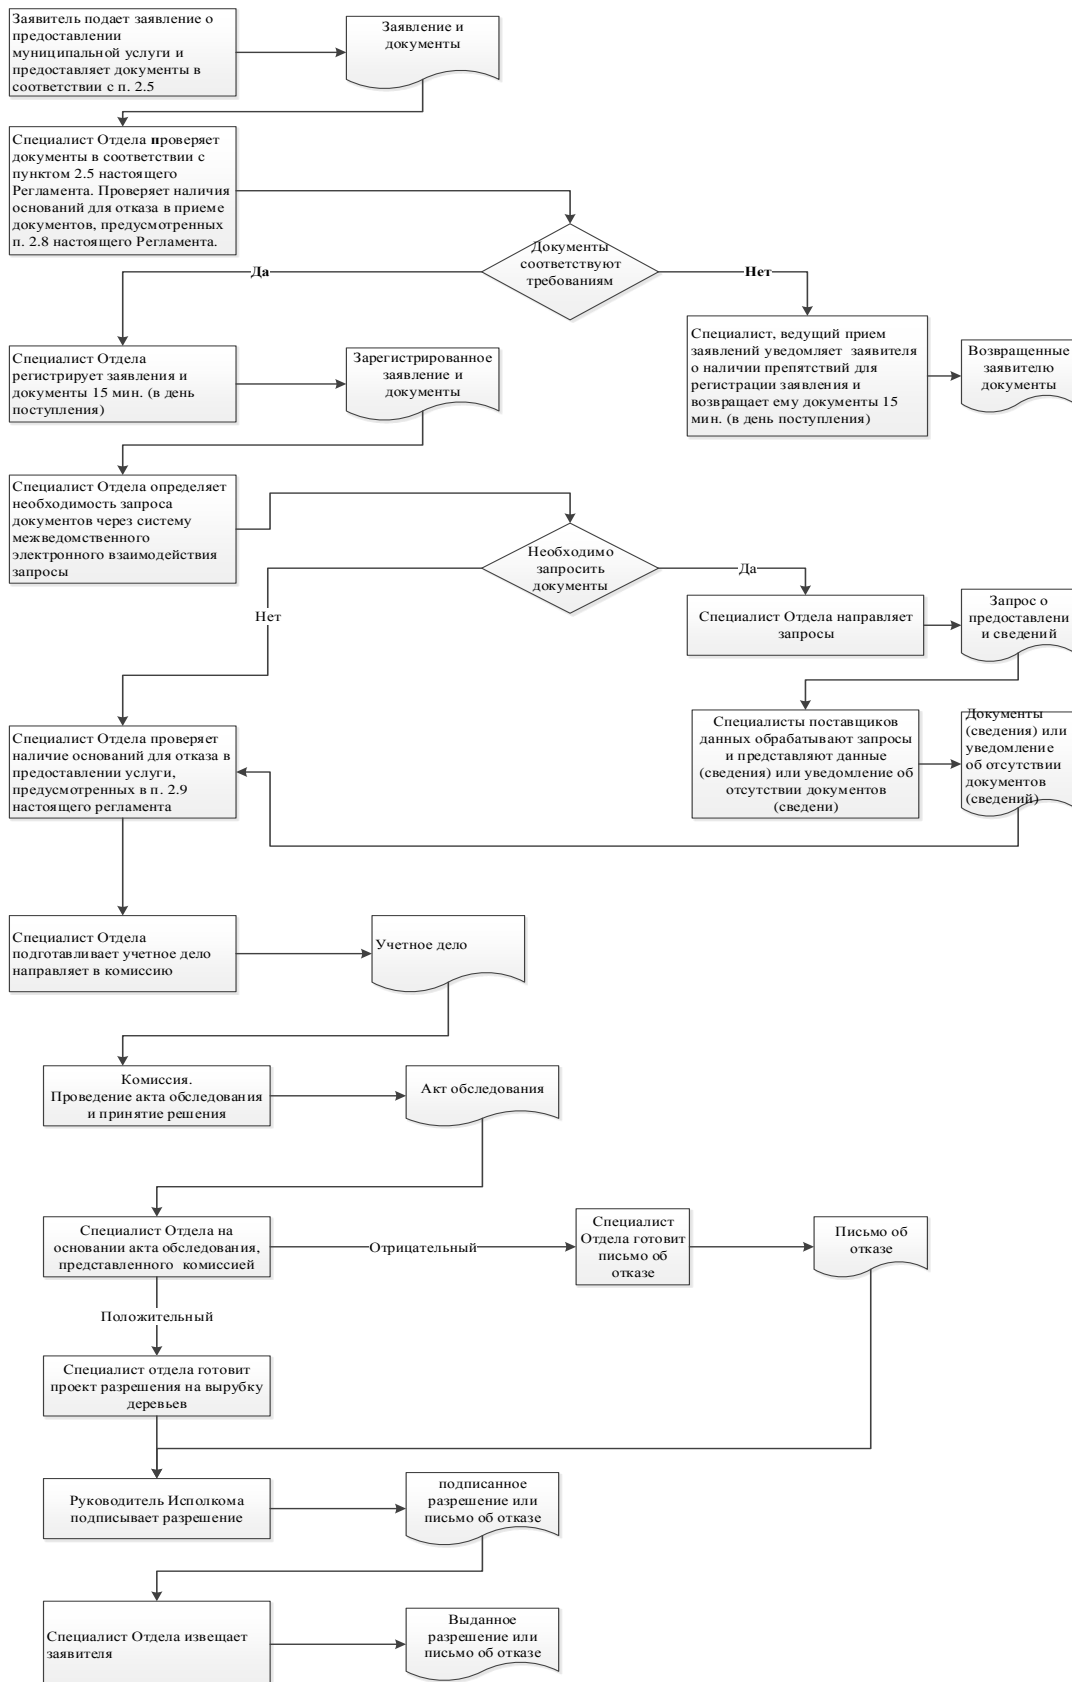 Заявитель подает заявление о
предоставлении
муниципальной услуги и
предоставляет документы в
соответствии с п. 2.5
Заявление и
документы
Специалист Отдела проверяет
документы в соответствии с
пунктом 2.5 настоящего
Регламента. Проверяет наличия
оснований для отказа в приеме
документов, предусмотренных
п. 2.8 настоящего Регламента.
Документы
соответствуют
требованиям
Да
Нет
Специалист Отдела
регистрирует заявления и
документы 15 мин. (в день
поступления)
Зарегистрированное
заявление и
документы
Специалист, ведущий прием
заявлений уведомляет заявителя
о наличии препятствий для
регистрации заявления и
возвращает ему документы 15
мин. (в день поступления)
Возвращенные
заявителю
документы
Специалист Отдела определяет
необходимость запроса
документов через систему
межведомственного
электронного взаимодействия
запросы
Необходимо
запросить
документы
Да
Нет
Специалист Отдела направляет
запросы
Запрос о
предоставлени
и сведений
Специалист Отдела проверяет
наличие оснований для отказа в
предоставлении услуги,
предусмотренных в п. 2.9
настоящего регламента
Специалисты поставщиков
данных обрабатывают запросы
и представляют данные
(сведения) или уведомление об
отсутствии документов
(сведени)
Документы
(сведения) или
уведомление
об отсутствии
документов
(сведений)
Специалист Отдела
подготавливает учетное дело
направляет в комиссию
Учетное дело
Комиссия.
Проведение акта обследования
и принятие решения
Акт обследования
Специалист Отдела на
основании акта обследования,
представленного комиссией
Отрицательный
Специалист
Отдела готовит
письмо об
отказе
Письмо об
отказе
Положительный
Специалист отдела готовит
проект разрешения на вырубку
деревьев
Руководитель Исполкома
подписывает разрешение
подписанное
разрешение или
письмо об отказе
Специалист Отдела извещает
заявителя
Выданное
разрешение или
письмо об отказе